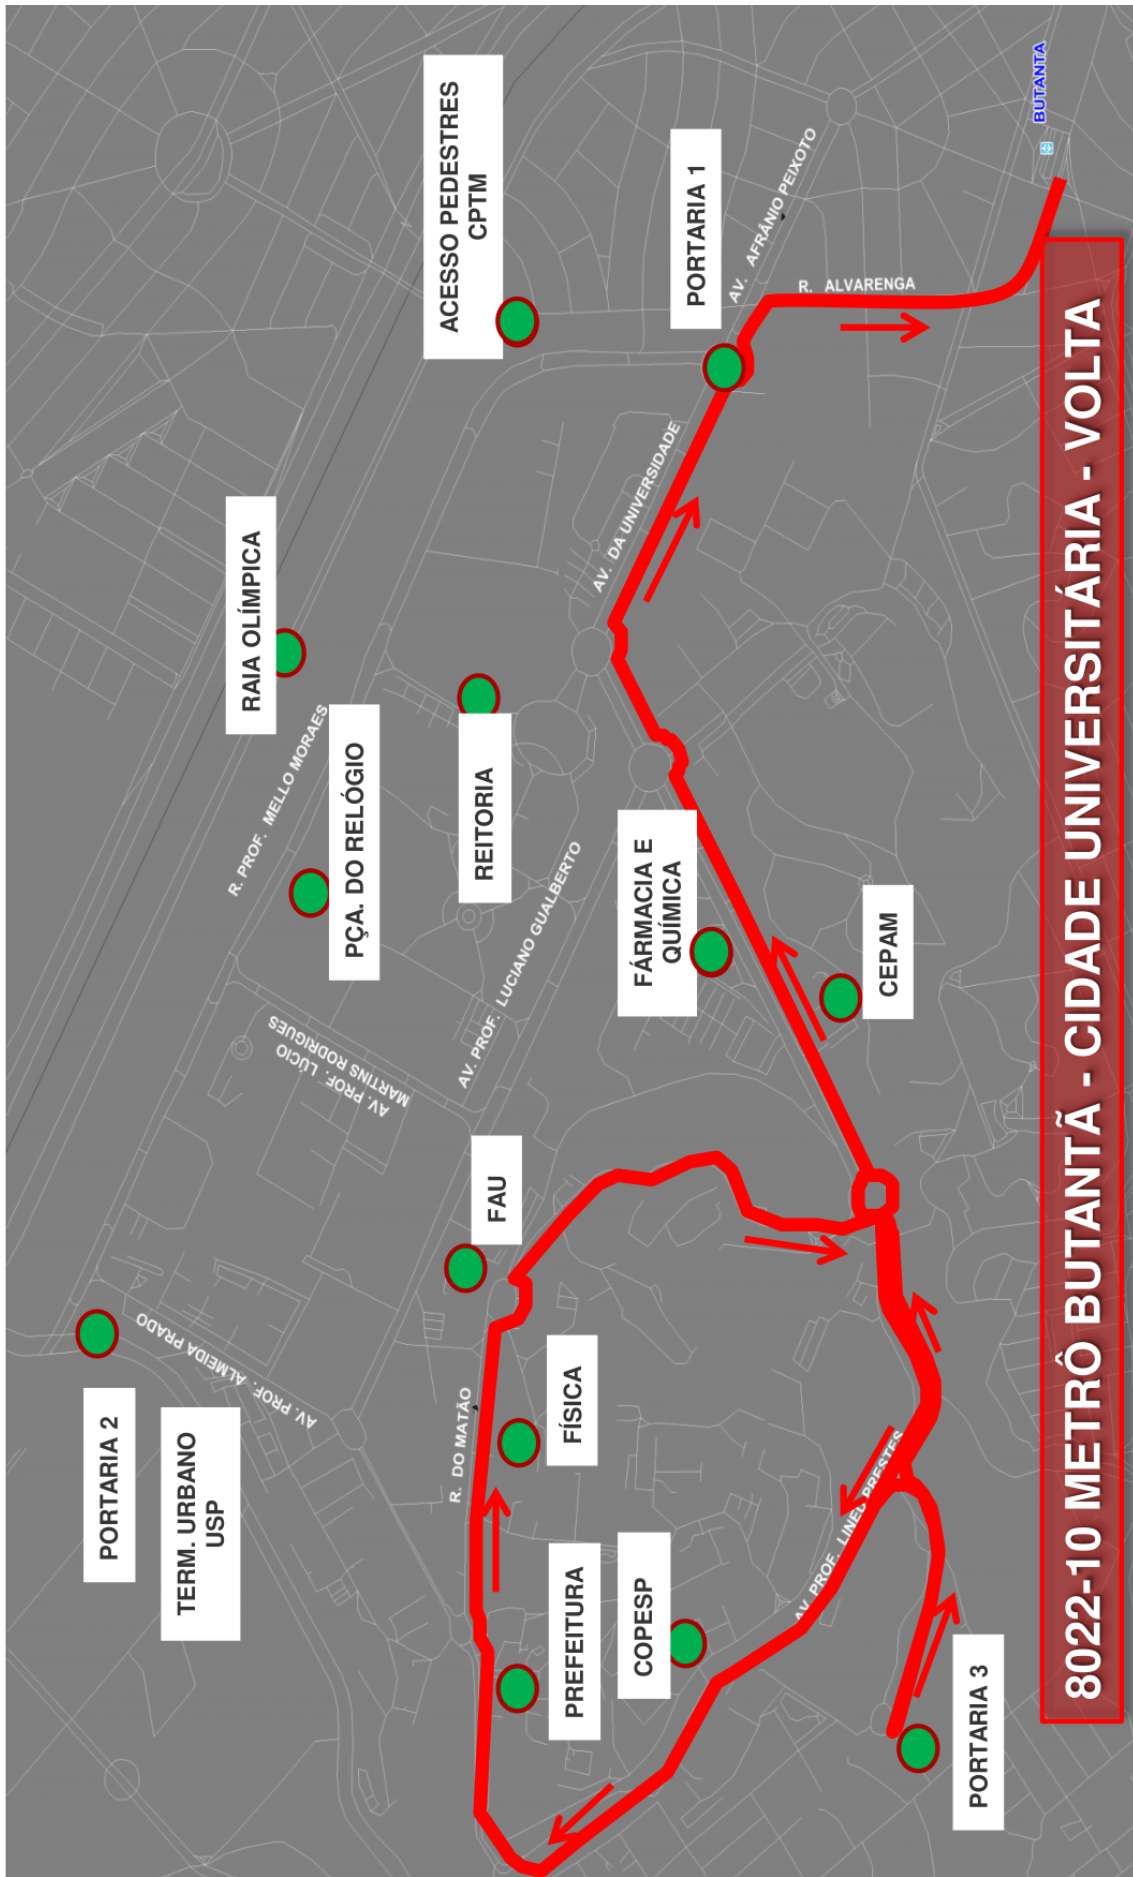 BUTANTA
ACESSO PEDESTRES
CPTM
PORTARIA 1
AV. AFRÂNIO PEIXOTO
R. ALVARENGA
RAIA OLÍMPICA
AV. DA UNIVERSIDADE
R. PROF. MELLO MORAES
PÇA. DO RELÓGIO
REITORIA
AV. PROF. LUCIANO GUALBERTO
FÁRMACIA E
QUÍMICA
CEPAM
AV. PROF. LÚCIO
MARTINS RODRIGUES
FAU
AV. PROF. ALMEIDA PRADO
PORTARIA 2
TERM. URBANO
USP
R. DO MATÃO
FÍSICA
PREFEITURA
COPESP
AV. PROF. LINEU PRESTES
PORTARIA 3
8022-10 METRÔ BUTANTÃ - CIDADE UNIVERSITÁRIA - VOLTA